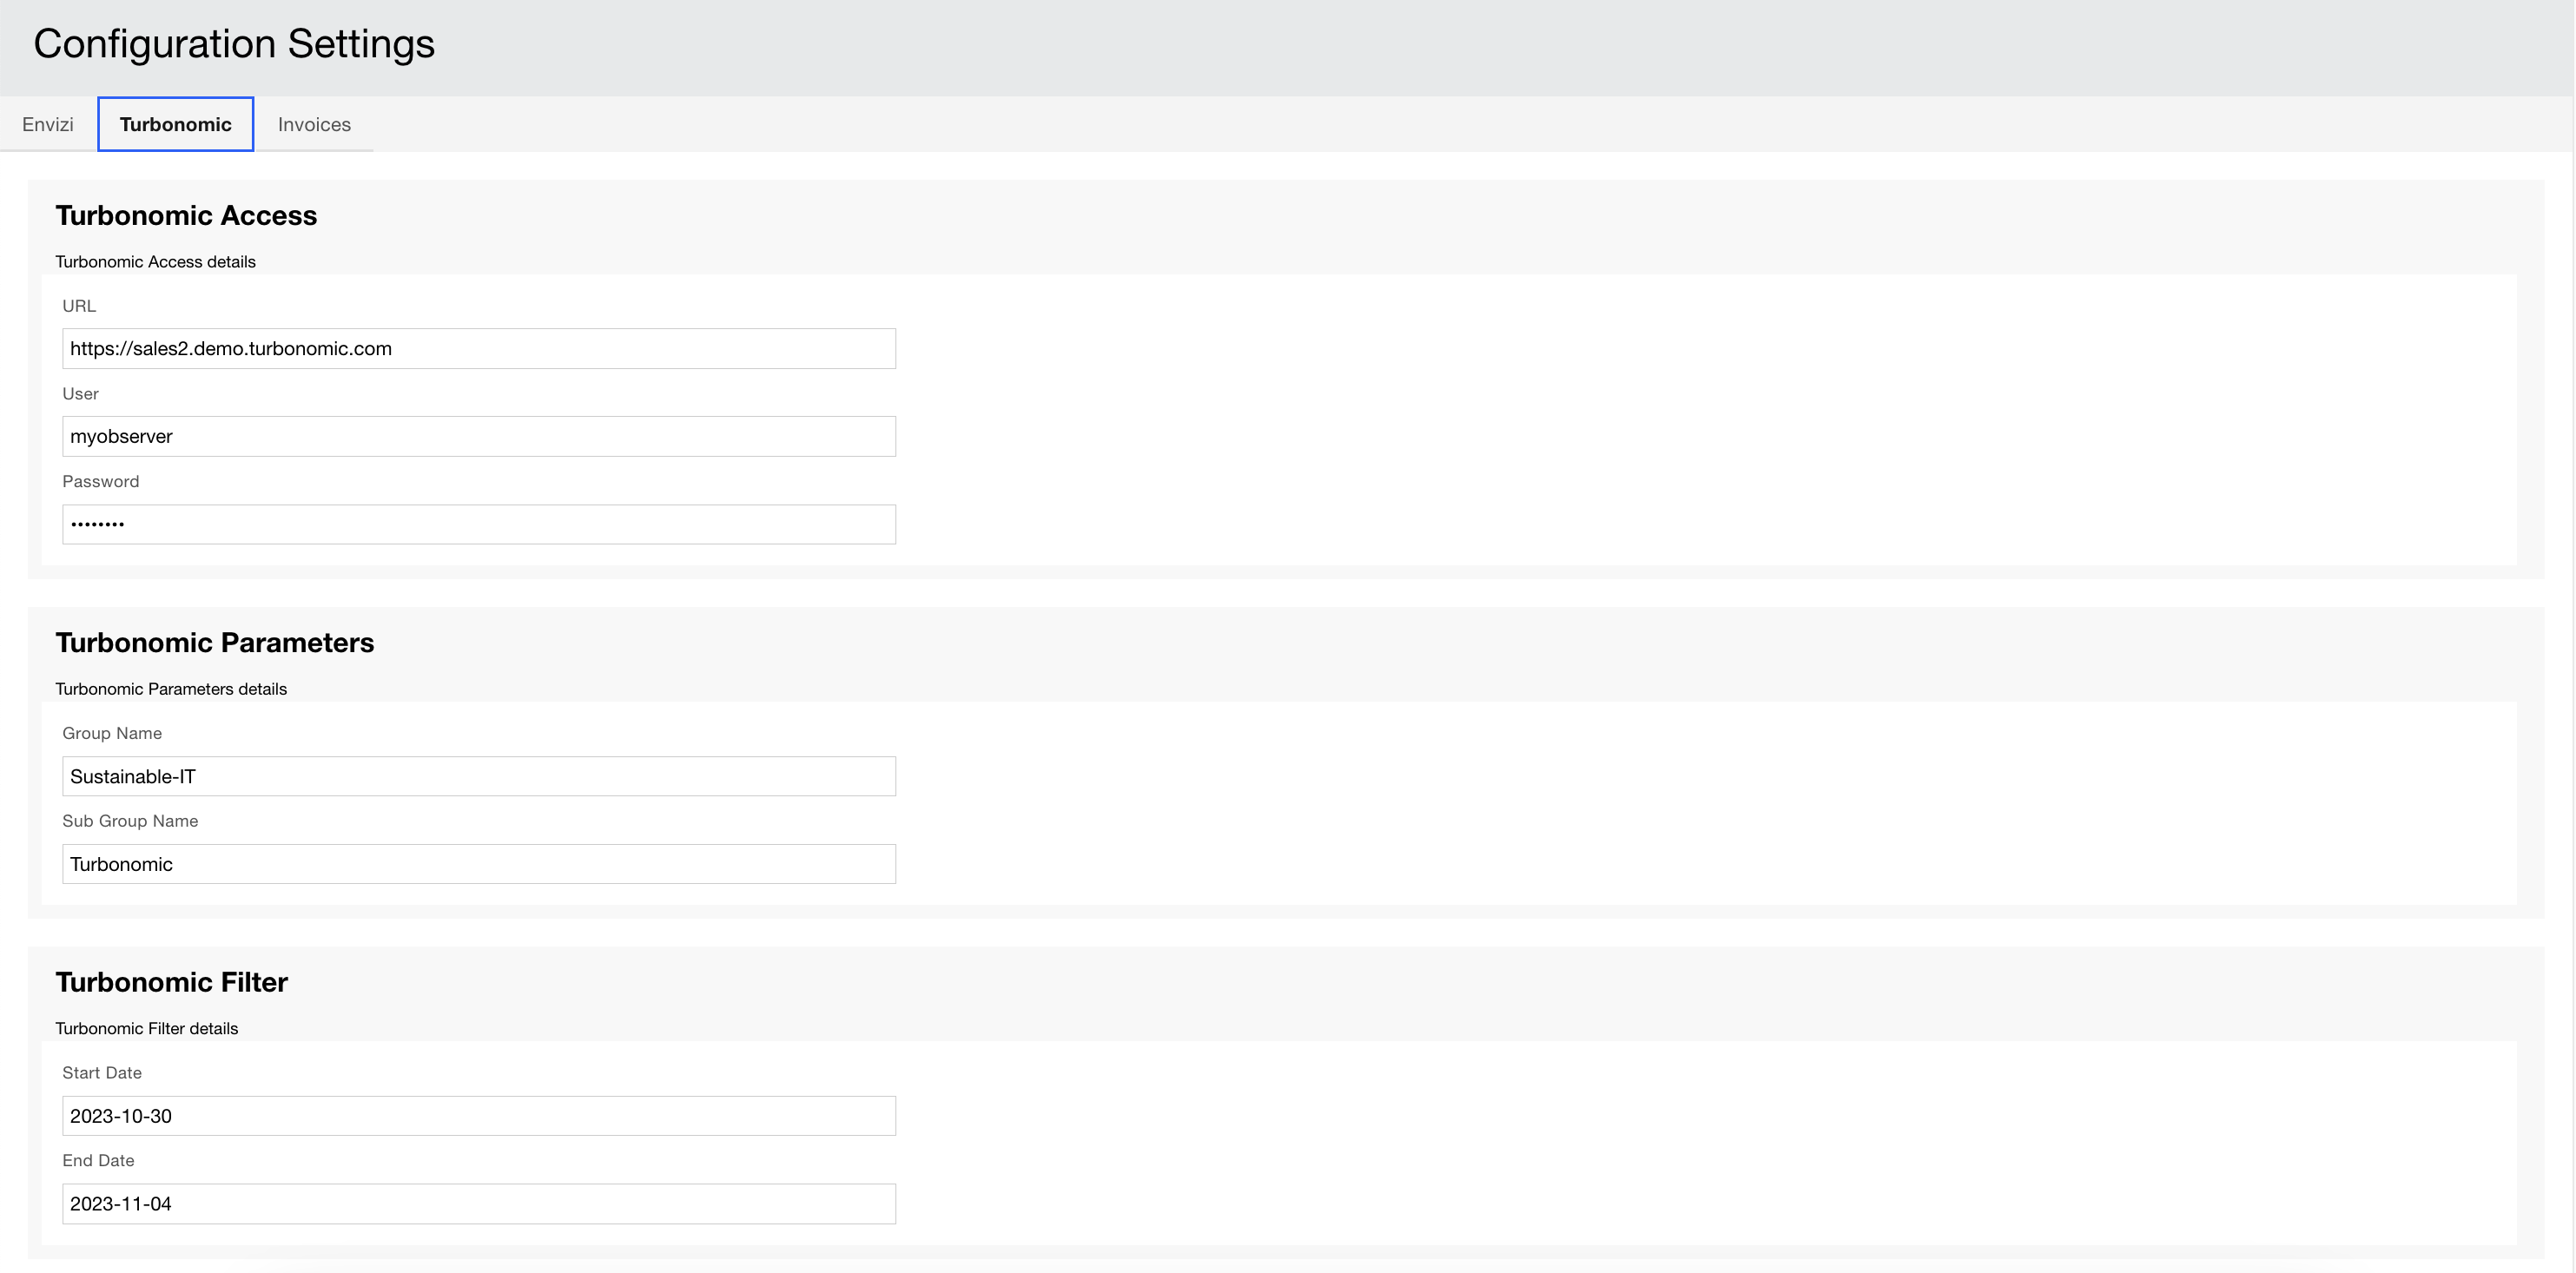 Configuration Settings
Envizi Turbonomic Invoices
Turbonomic Access
Turbonomic Access details
URL
https://sales2.demo.turbonomic.com
User
myobserver
Password
••••••••
Turbonomic Parameters
Turbonomic Parameters details
Group Name
Sustainable-IT
Sub Group Name
Turbonomic
Turbonomic Filter
Turbonomic Filter details
Start Date
2023-10-30
End Date
2023-11-04